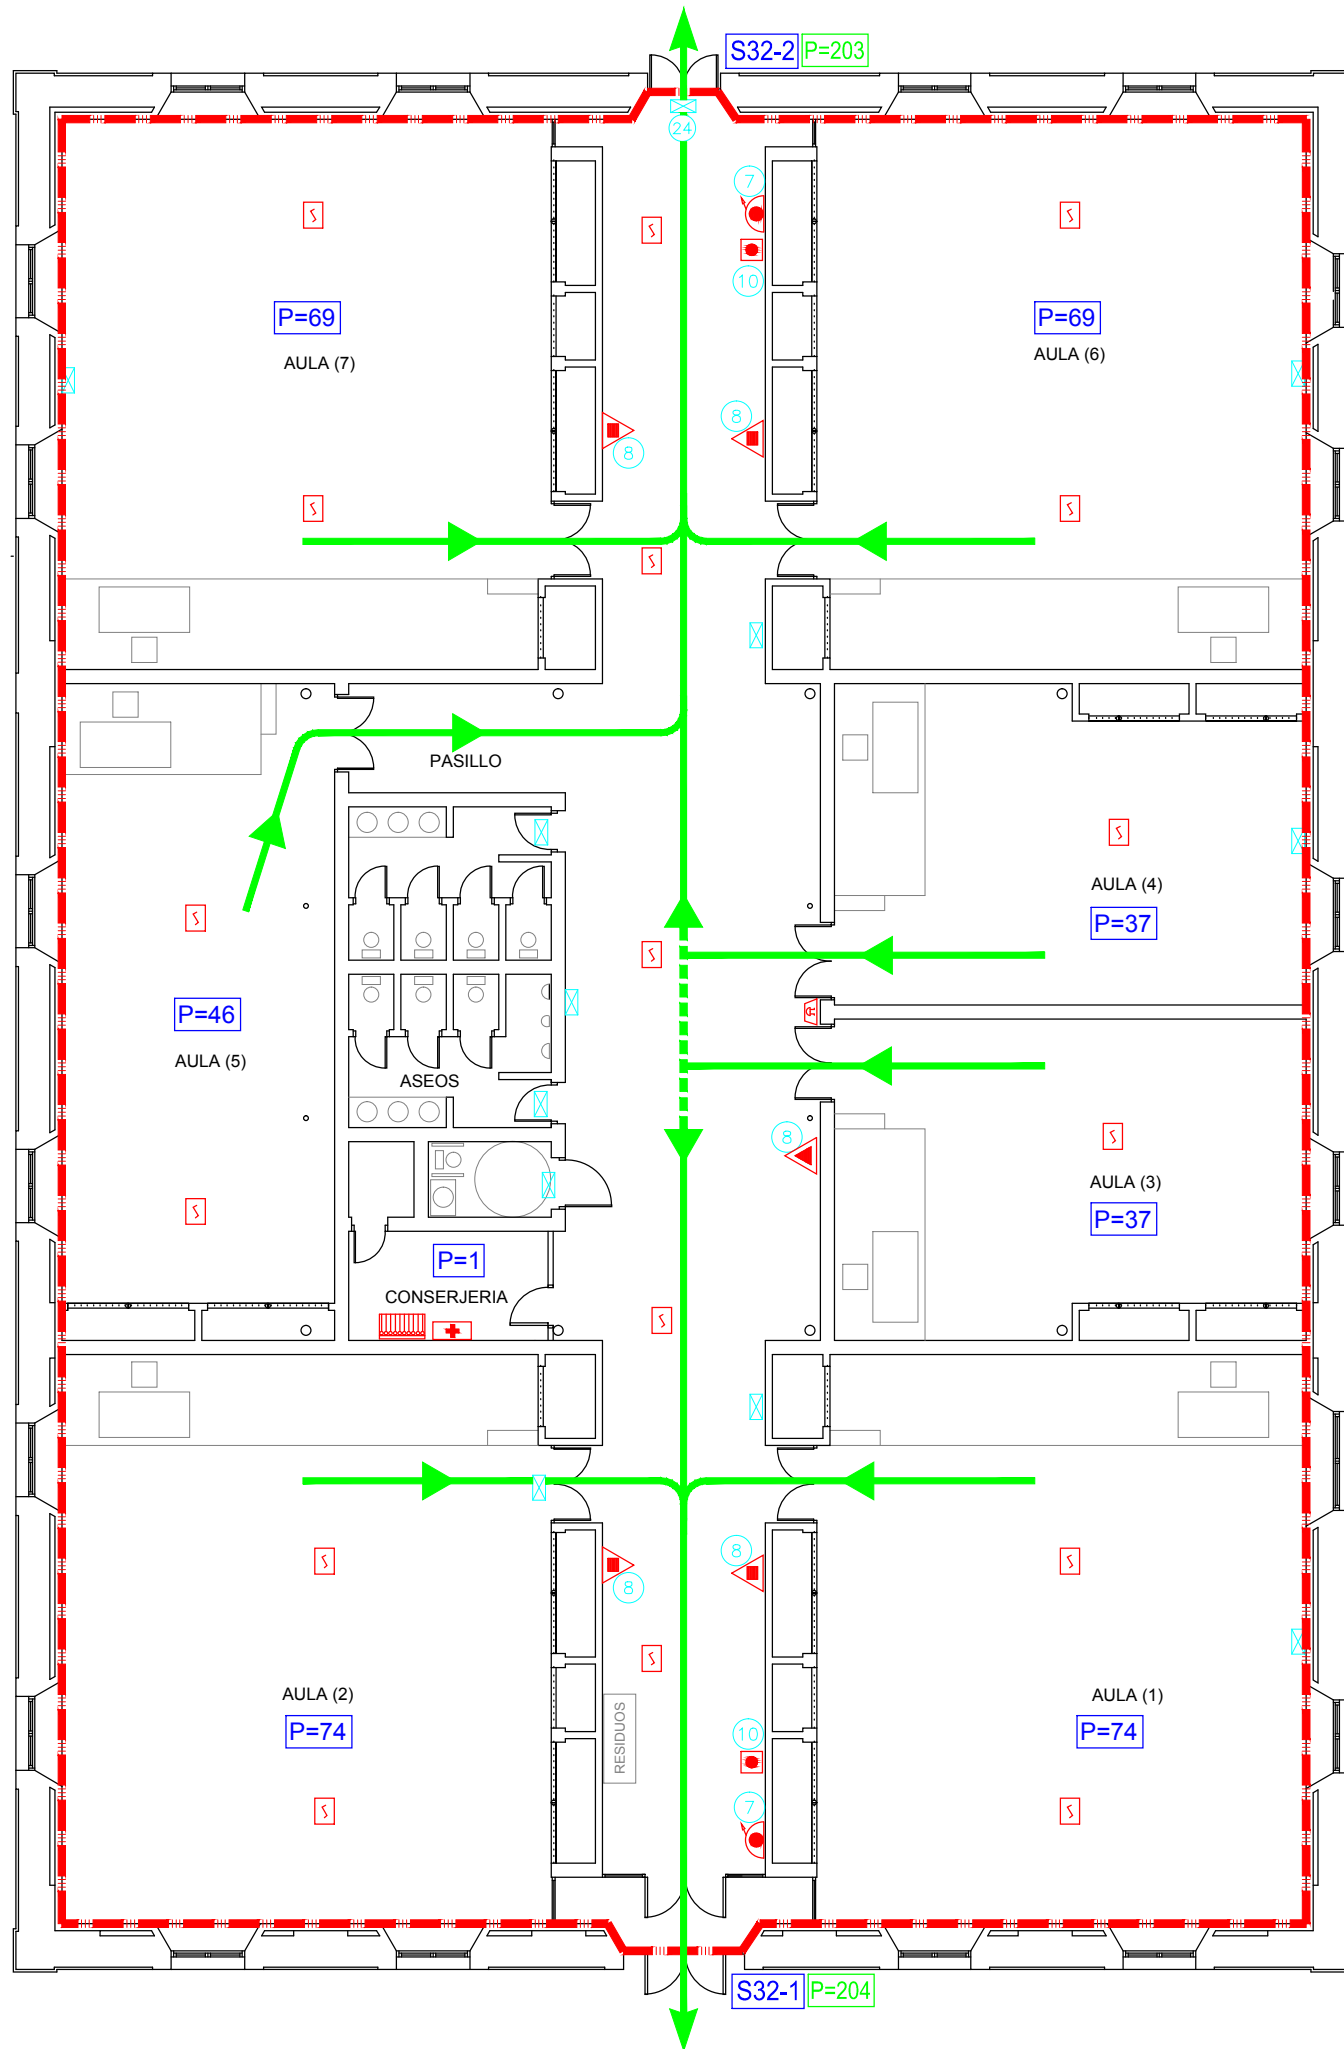 S32-2 P=203
24
7
10
P=69
AULA (7)
P=69
AULA (6)
8
8
PASILLO
AULA (4)
P=37
P=46
AULA (5)
ASEOS
8
AULA (3)
P=37
P=1
CONSERJERIA
8
8
AULA (2)
P=74
RESIDUOS
AULA (1)
P=74
10
7
S32-1 P=204